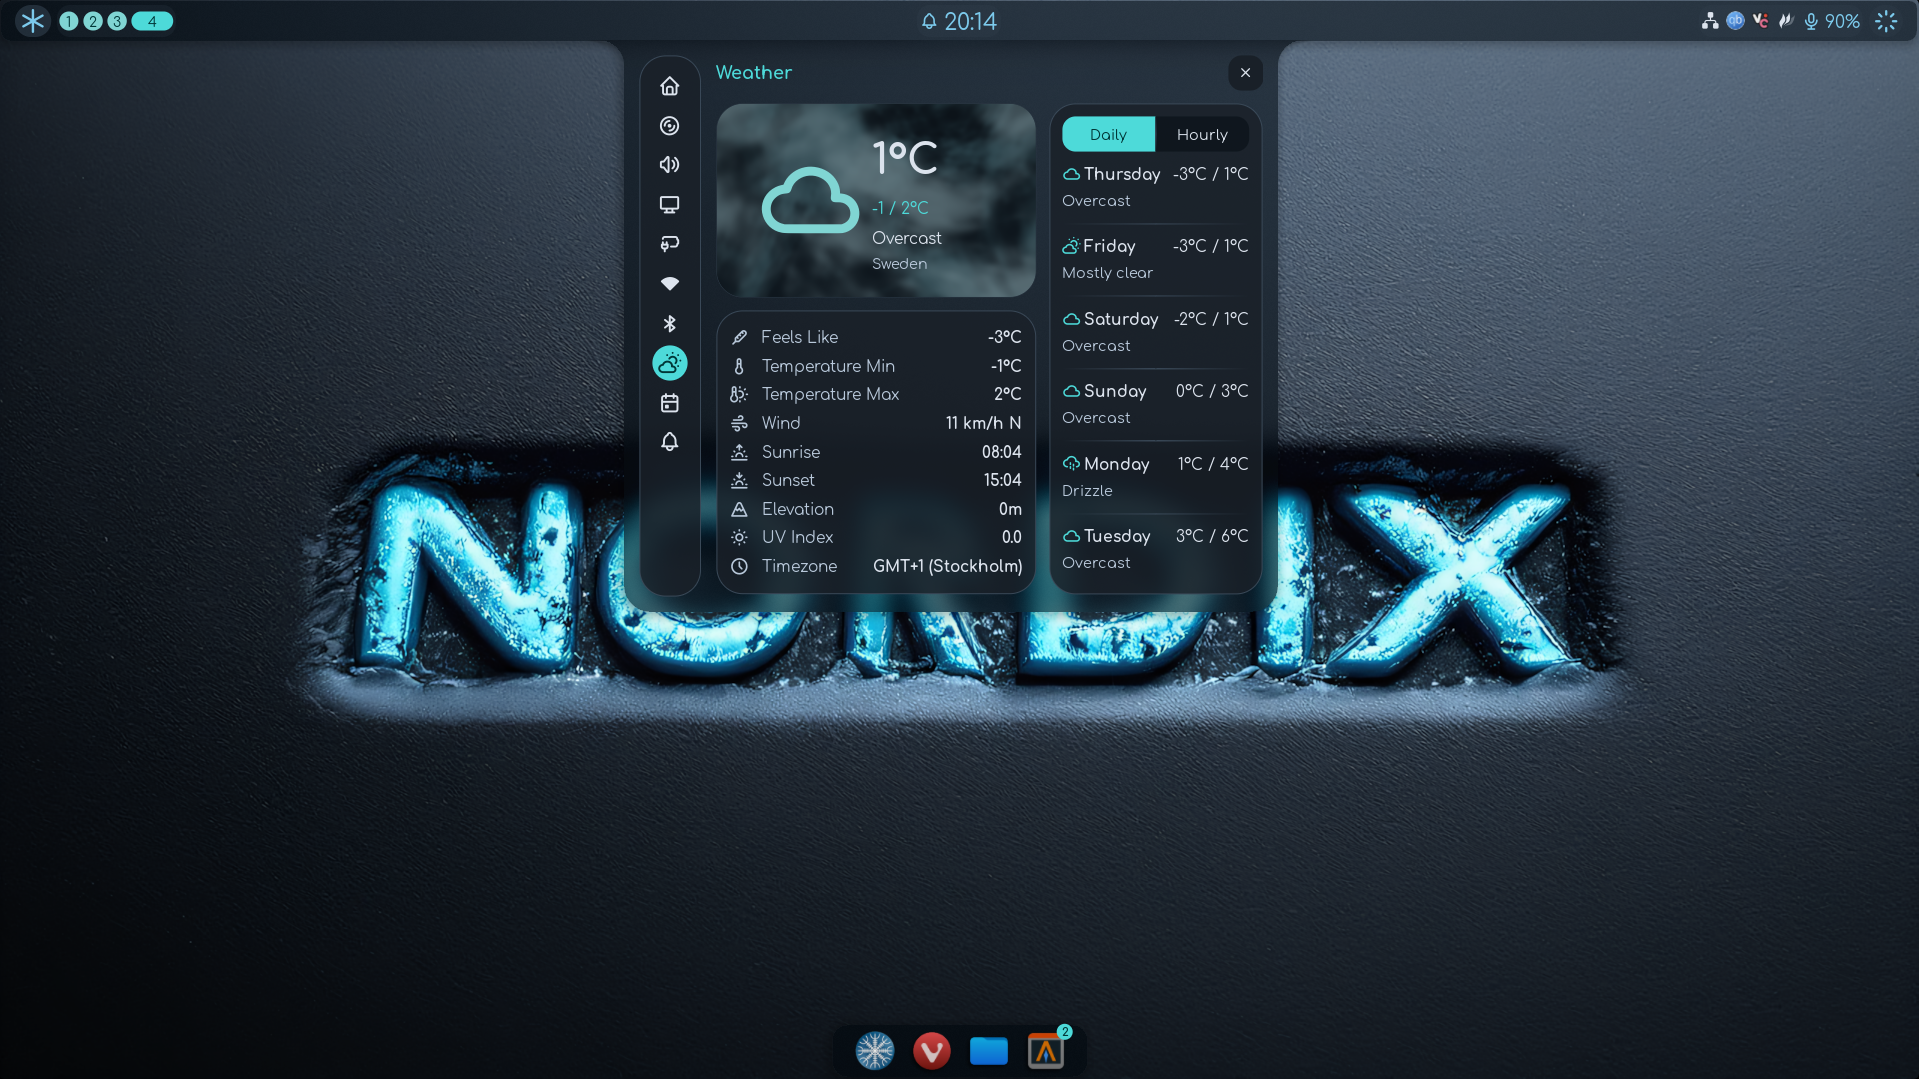 1 2 3 4
20:14
90%
Weather
1°C
-1 / 2°C
Overcast
Sweden
Feels Like -3°C
Temperature Min -1°C
Temperature Max 2°C
Wind 11 km/h N
Sunrise 08:04
Sunset 15:04
Elevation 0m
UV Index 0.0
Timezone GMT+1 (Stockholm)
Daily Hourly
Thursday -3°C / 1°C
Overcast
Friday -3°C / 1°C
Mostly clear
Saturday -2°C / 1°C
Overcast
Sunday 0°C / 3°C
Overcast
Monday 1°C / 4°C
Drizzle
Tuesday 3°C / 6°C
Overcast
NORDIX
2